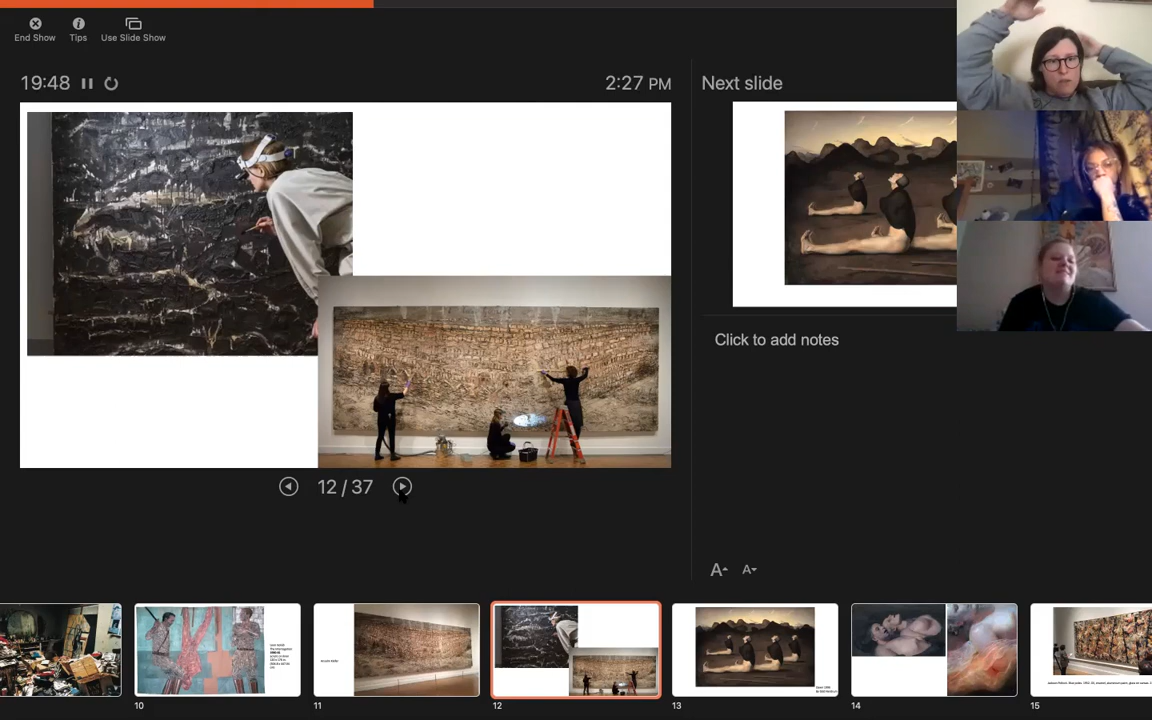 End Show
Tips
Use Slide Show
19:48
2:27 PM
Next slide
Click to add notes
12 / 37
A
A
10
11
12
13
14
15